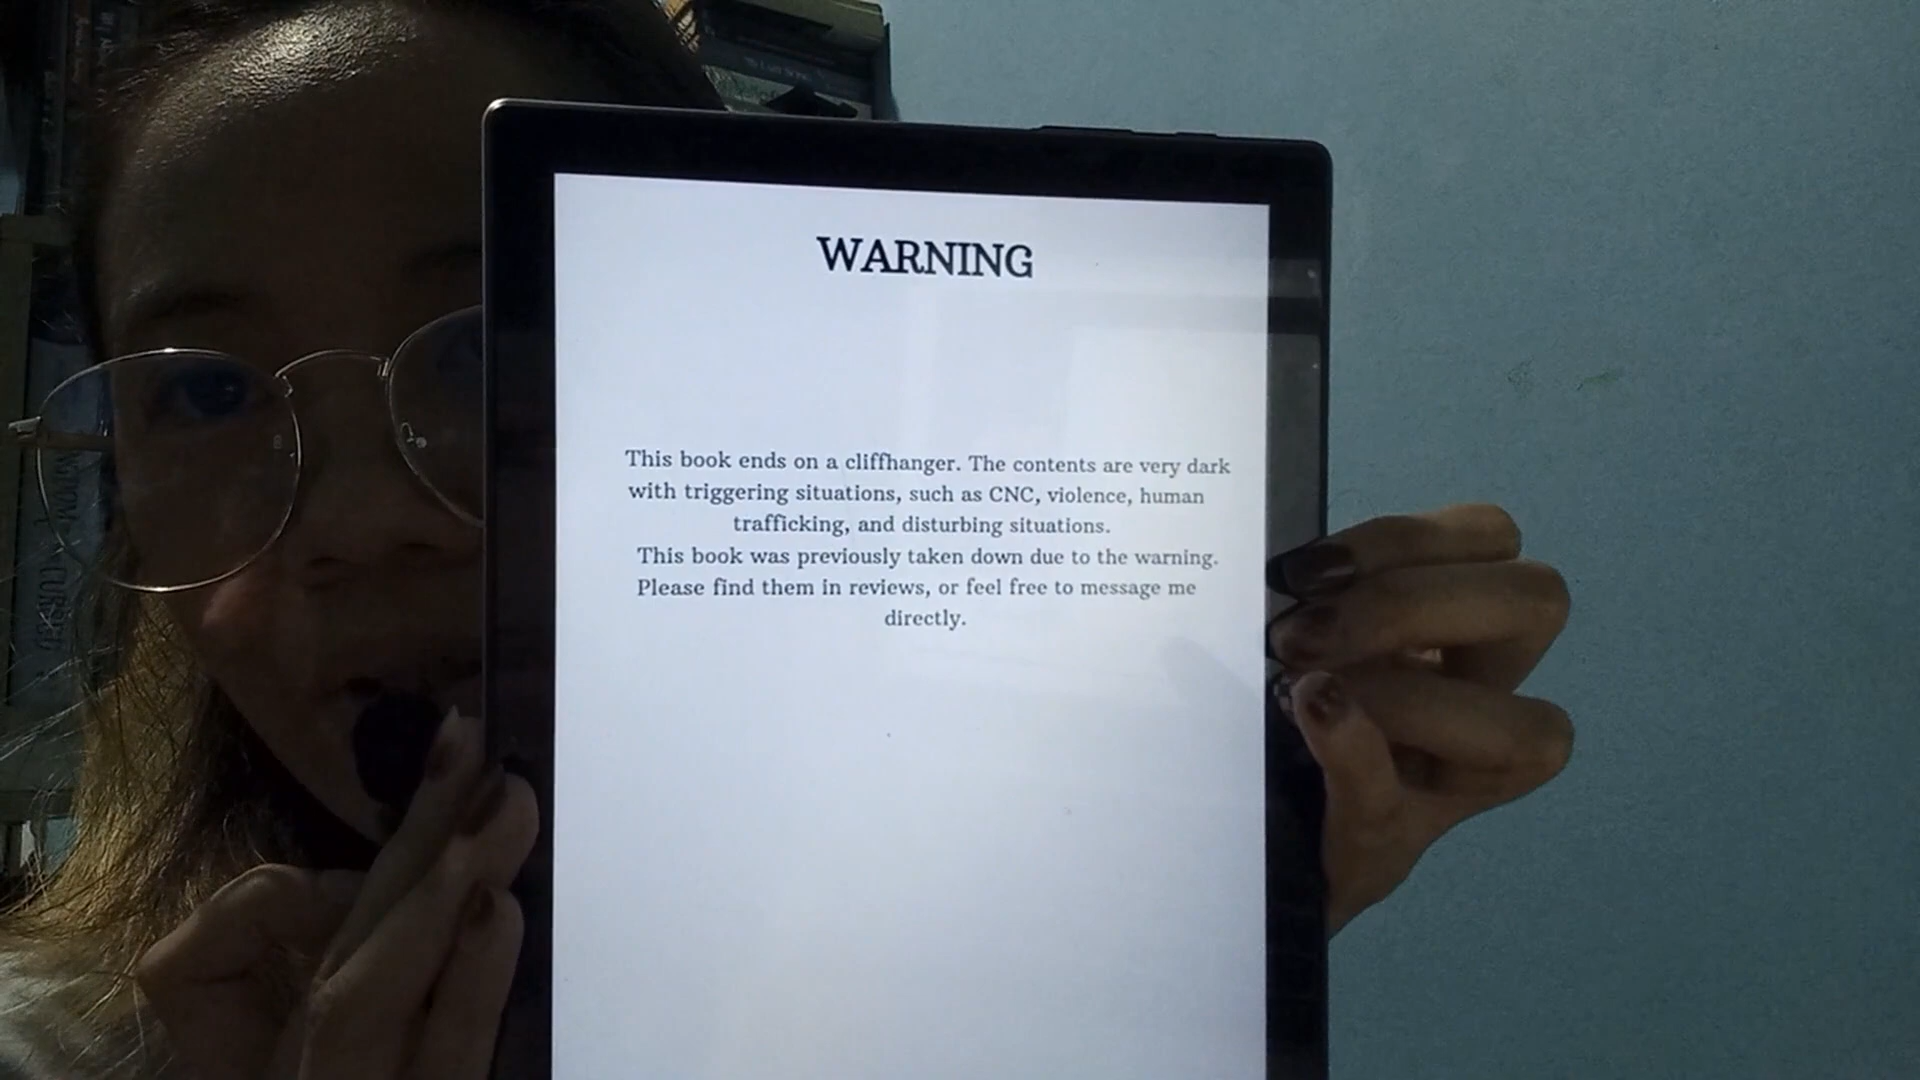 WARNING
This book ends on a cliffhanger. The contents are very dark
with triggering situations, such as CNC, violence, human
trafficking, and disturbing situations.
This book was previously taken down due to the warning.
Please find them in reviews, or feel free to message me
directly.